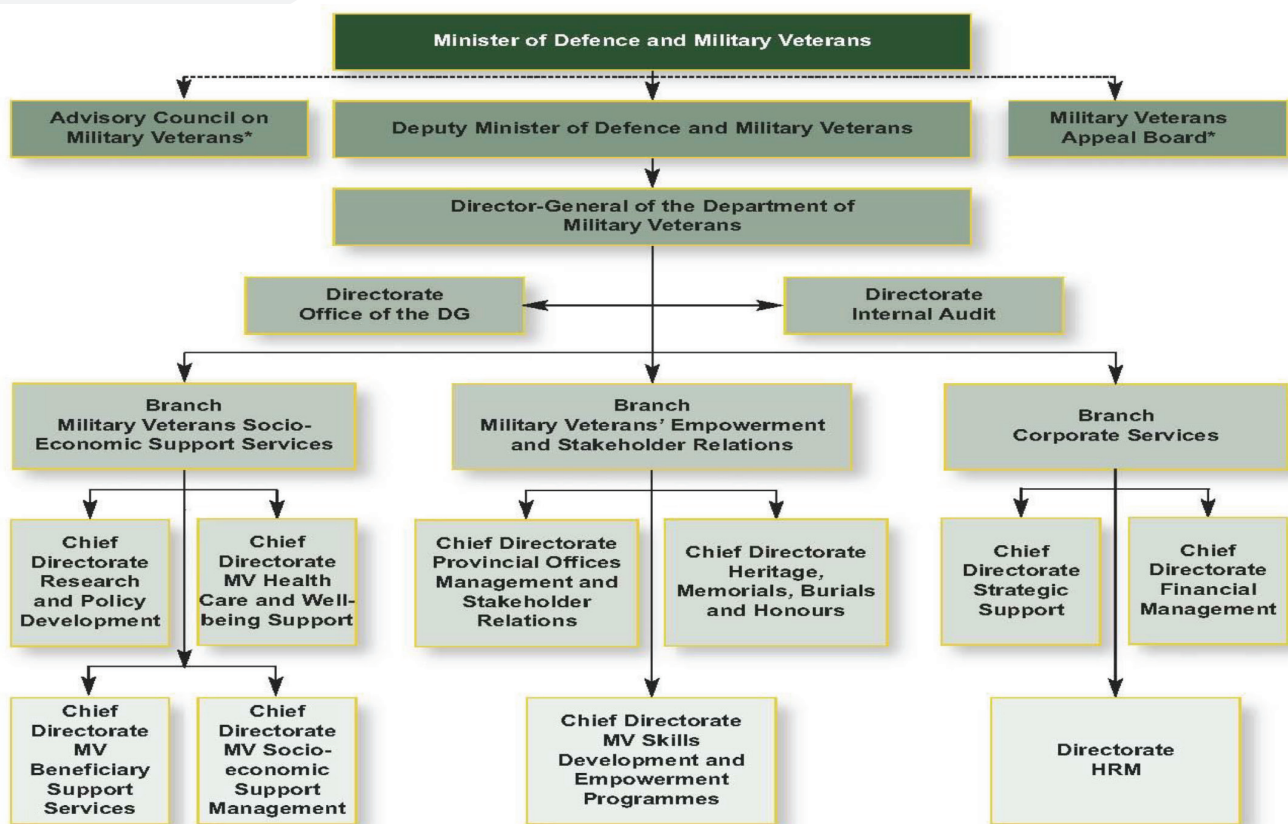 Minister of Defence and Military Veterans
Advisory Council on
Military Veterans*
Deputy Minister of Defence and Military Veterans
Military Veterans
Appeal Board*
Director-General of the Department of
Military Veterans
Directorate
Office of the DG
Directorate
Internal Audit
Branch
Military Veterans Socio-
Economic Support Services
Branch
Military Veterans’ Empowerment
and Stakeholder Relations
Branch
Corporate Services
Chief
Directorate
Research
and Policy
Development
Chief
Directorate
MV Health
Care and Well-
being Support
Chief Directorate
Provincial Offices
Management and
Stakeholder
Relations
Chief Directorate
Heritage,
Memorials, Burials
and Honours
Chief
Directorate
Strategic
Support
Chief
Directorate
Financial
Management
Chief
Directorate
MV
Beneficiary
Support
Services
Chief
Directorate
MV Socio-
economic
Support
Management
Chief Directorate
MV Skills
Development and
Empowerment
Programmes
Directorate
HRM